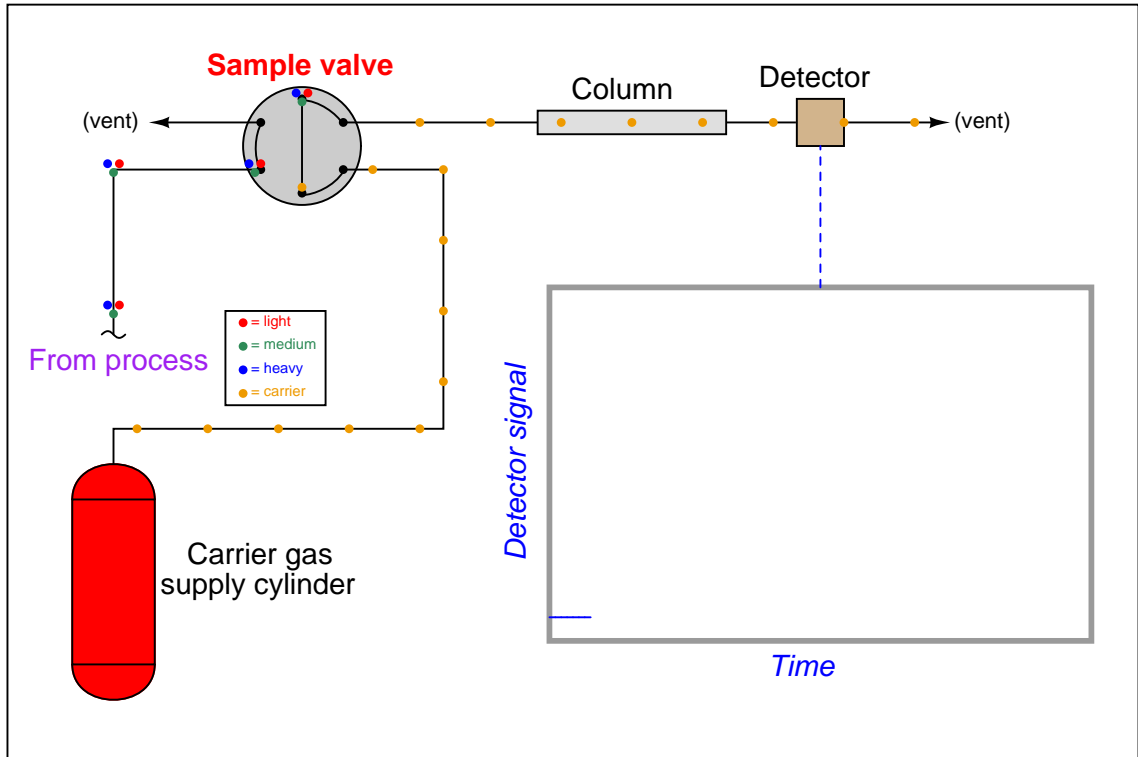 Sample valve
Column
Detector
(vent)
(vent)
= light
= medium
= heavy
= carrier
From process
Detector signal
Carrier gas
supply cylinder
Time